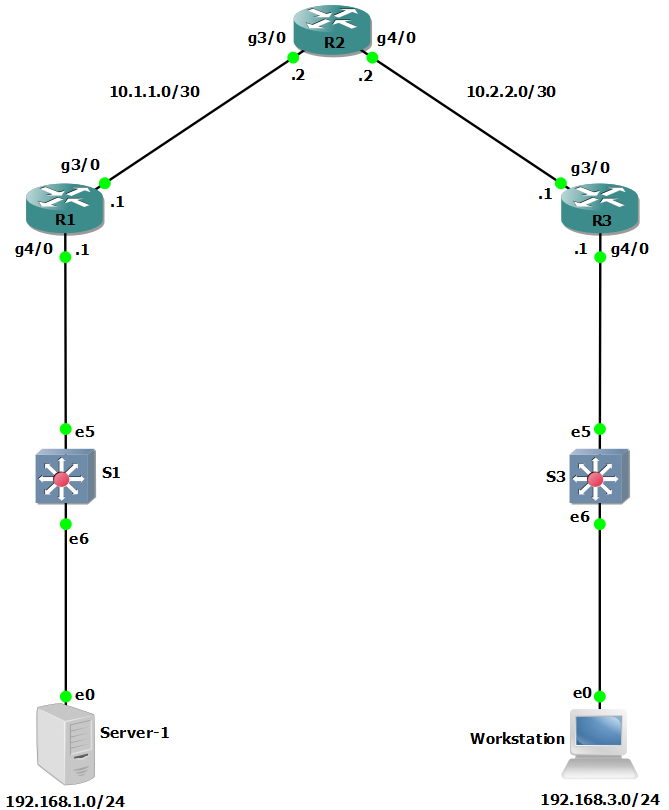 g3/0
R2
g4/0
.2
.2
10.1.1.0/30
10.2.2.0/30
g3/0
g3/0
.1
.1
R1
R3
g4/0
.1
.1
g4/0
e5
e5
S1
S3
e6
e6
e0
e0
Server-1
Workstation
192.168.1.0/24
192.168.3.0/24